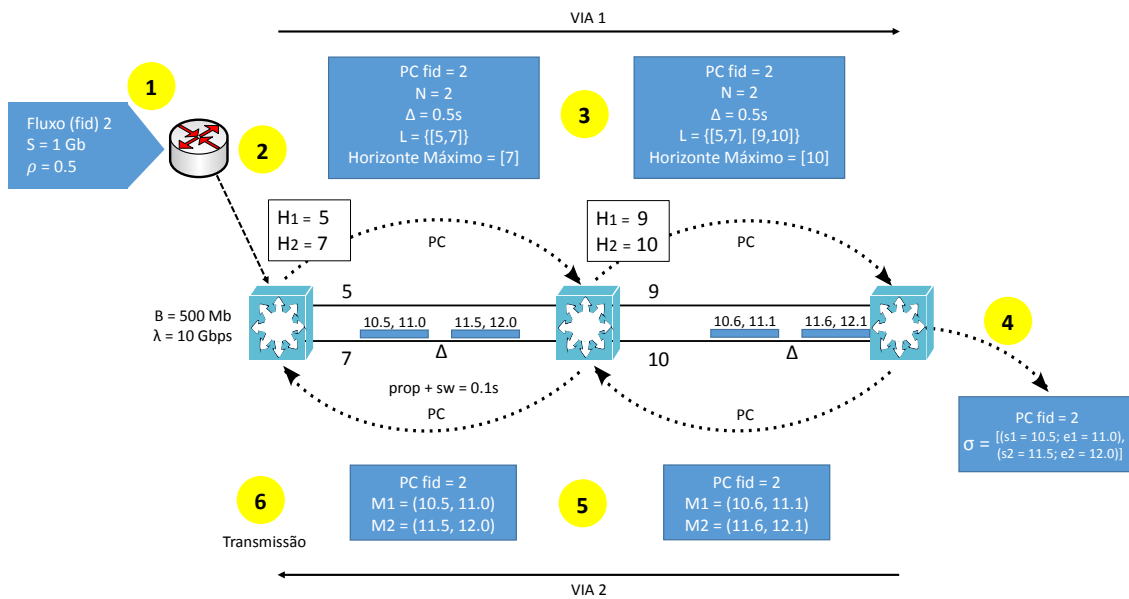 VIA 1
1
Fluxo (fid) 2
S = 1 Gb
ρ = 0.5
2
PC fid = 2
N = 2
Δ = 0.5s
L = {[5,7]}
Horizonte Máximo = [7]
3
PC fid = 2
N = 2
Δ = 0.5s
L = {[5,7], [9,10]}
Horizonte Máximo = [10]
H1 = 5
H2 = 7
PC
H1 = 9
H2 = 10
PC
B = 500 Mb
λ = 10 Gbps
5
10.5, 11.0
11.5, 12.0
Δ
7
9
10.6, 11.1
11.6, 12.1
Δ
10
4
prop + sw = 0.1s
PC
PC
PC fid = 2
σ = [(s1 = 10.5; e1 = 11.0),
(s2 = 11.5; e2 = 12.0)]
6
Transmissão
PC fid = 2
M1 = (10.5, 11.0)
M2 = (11.5, 12.0)
5
PC fid = 2
M1 = (10.6, 11.1)
M2 = (11.6, 12.1)
VIA 2